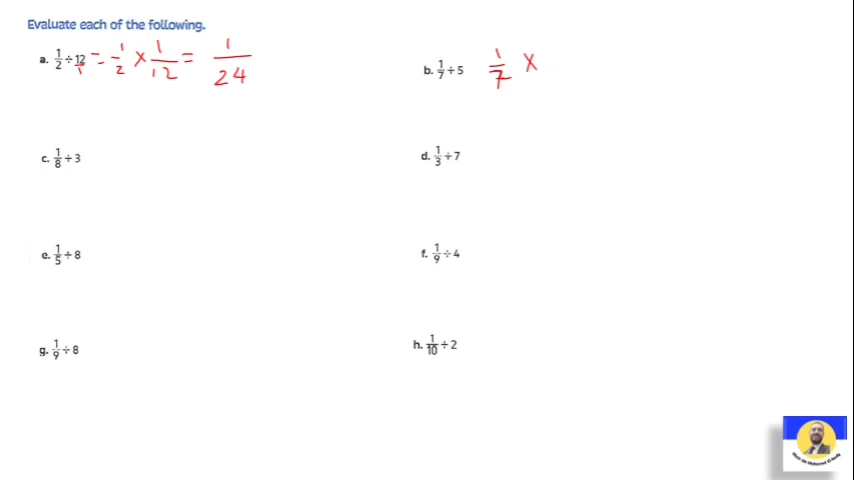 Evaluate each of the following.
a. 1/2 ÷ 12/1 = 1/2 × 1/12 = 1/24
b. 1/7 ÷ 5 1/7 ×
c. 1/8 ÷ 3
d. 1/3 ÷ 7
e. 1/5 ÷ 8
f. 1/9 ÷ 4
g. 1/9 ÷ 8
h. 1/10 ÷ 2